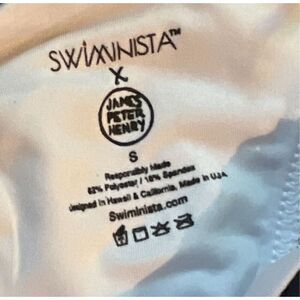 SWIMINISTA™
X
JAMES
PETER
HENRY
S
Responsibly Made
82% Polyester / 18% Spandex
Designed in Hawaii & California, Made in USA
Swiminista.com